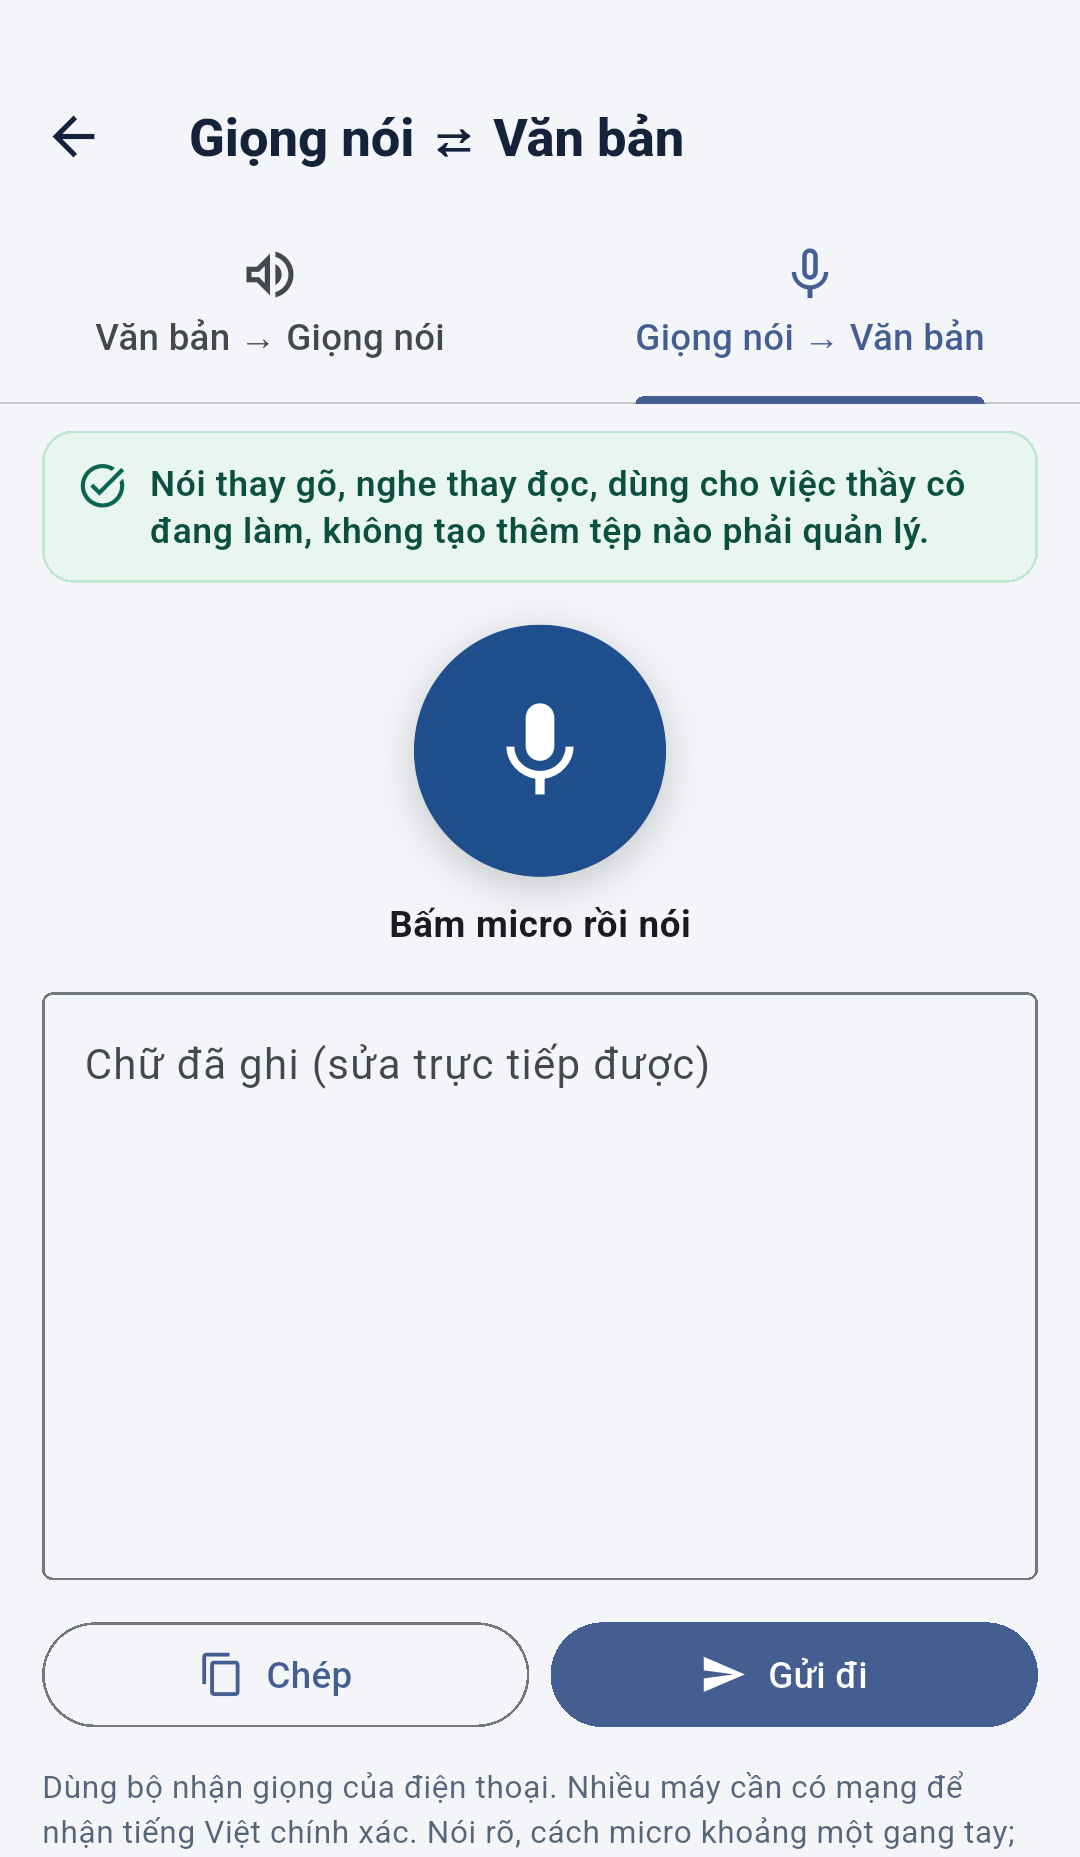 Giọng nói ⇄ Văn bản
Văn bản → Giọng nói
Giọng nói → Văn bản
Nói thay gõ, nghe thay đọc, dùng cho việc thầy cô
đang làm, không tạo thêm tệp nào phải quản lý.
Bấm micro rồi nói
Chữ đã ghi (sửa trực tiếp được)
Chép
Gửi đi
Dùng bộ nhận giọng của điện thoại. Nhiều máy cần có mạng để
nhận tiếng Việt chính xác. Nói rõ, cách micro khoảng một gang tay;